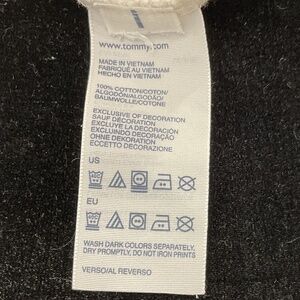 www.tommy.com
MADE IN VIETNAM
FABRIQUÉ AU VIETNAM
HECHO EN VIETNAM
100% COTTON/COTON/
ALGODÓN/ALGODÃO/
BAUMWOLLE/COTONE
EXCLUSIVE OF DECORATION
SAUF DÉCORATION
EXCLUYE LA DECORACIÓN
EXCLUINDO DECORAÇÃO
OHNE DEKORATION
ECCETTO DECORAZIONE
US
EU
WASH DARK COLORS SEPARATELY,
DRY PROMPTLY, DO NOT IRON PRINTS
VERSO/AL REVERSO